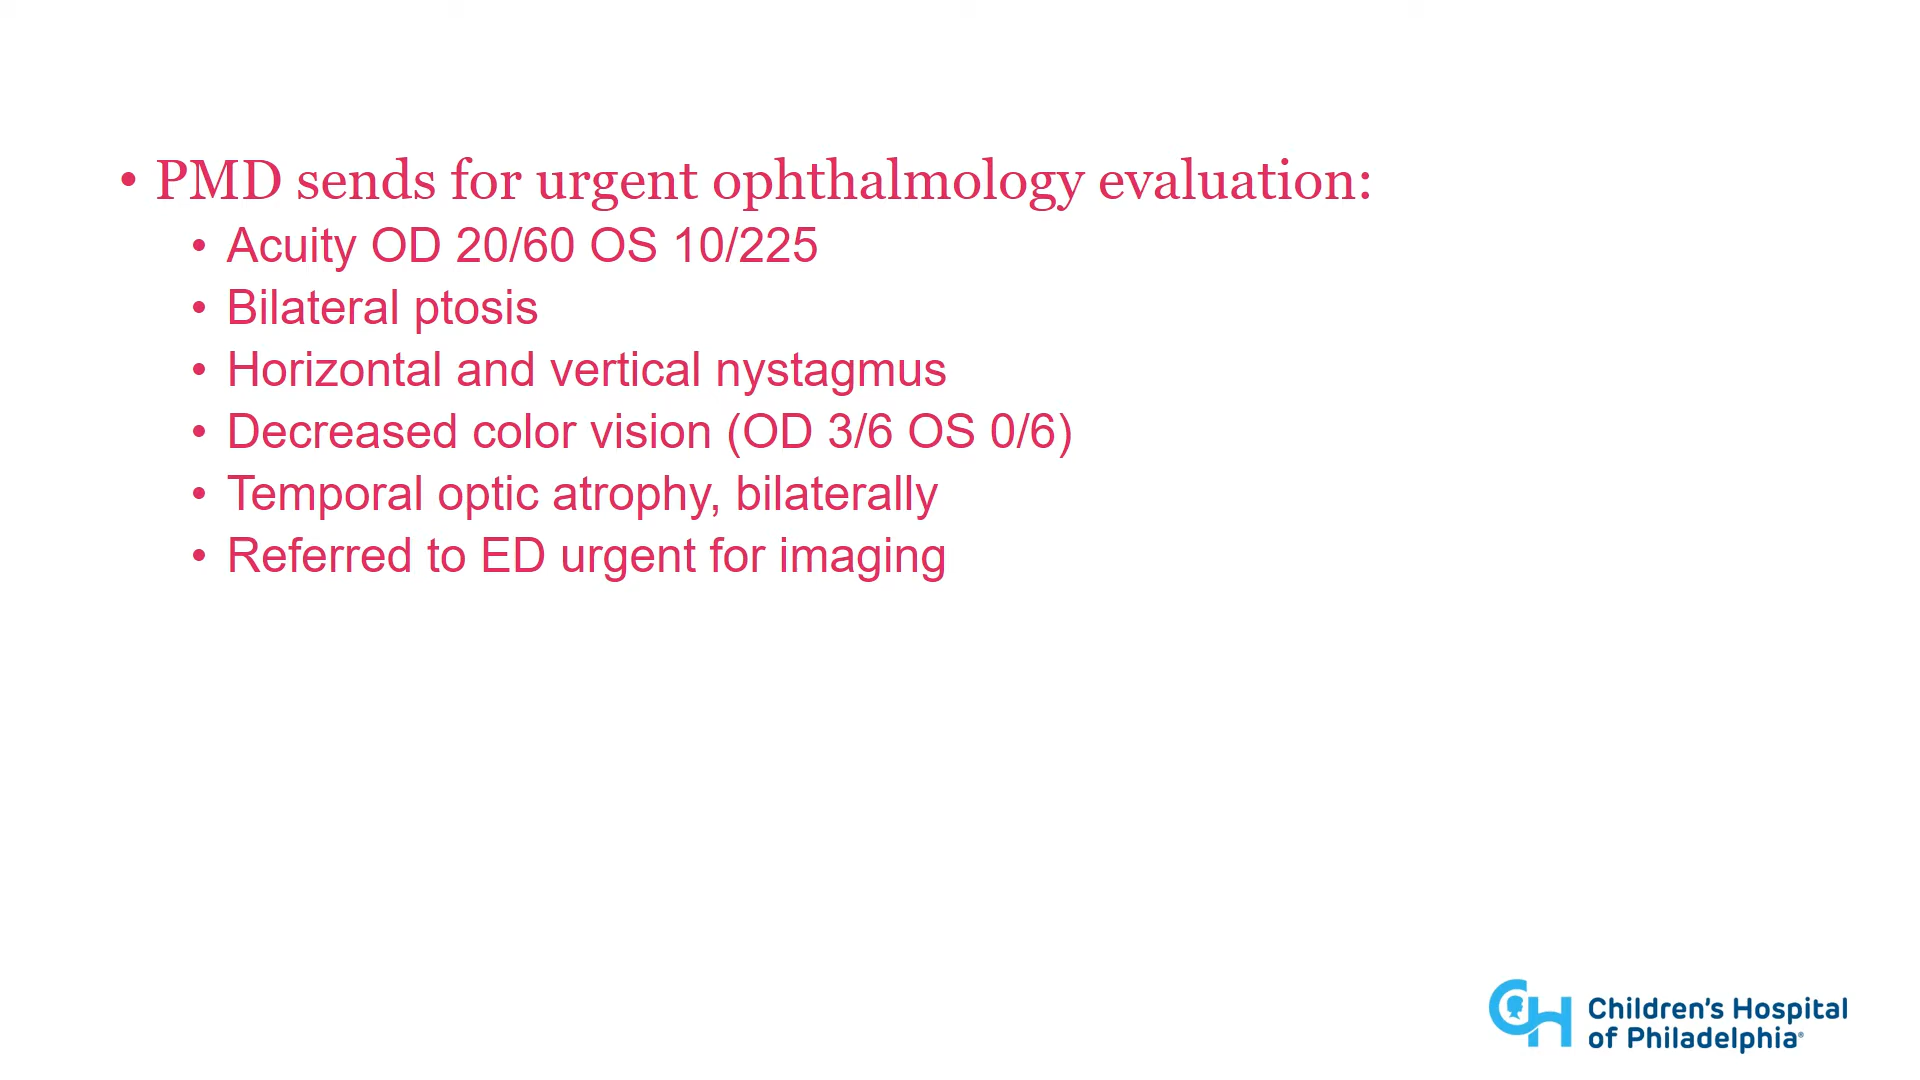 • PMD sends for urgent ophthalmology evaluation:
• Acuity OD 20/60 OS 10/225
• Bilateral ptosis
• Horizontal and vertical nystagmus
• Decreased color vision (OD 3/6 OS 0/6)
• Temporal optic atrophy, bilaterally
• Referred to ED urgent for imaging
CH Children's Hospital
of Philadelphia®